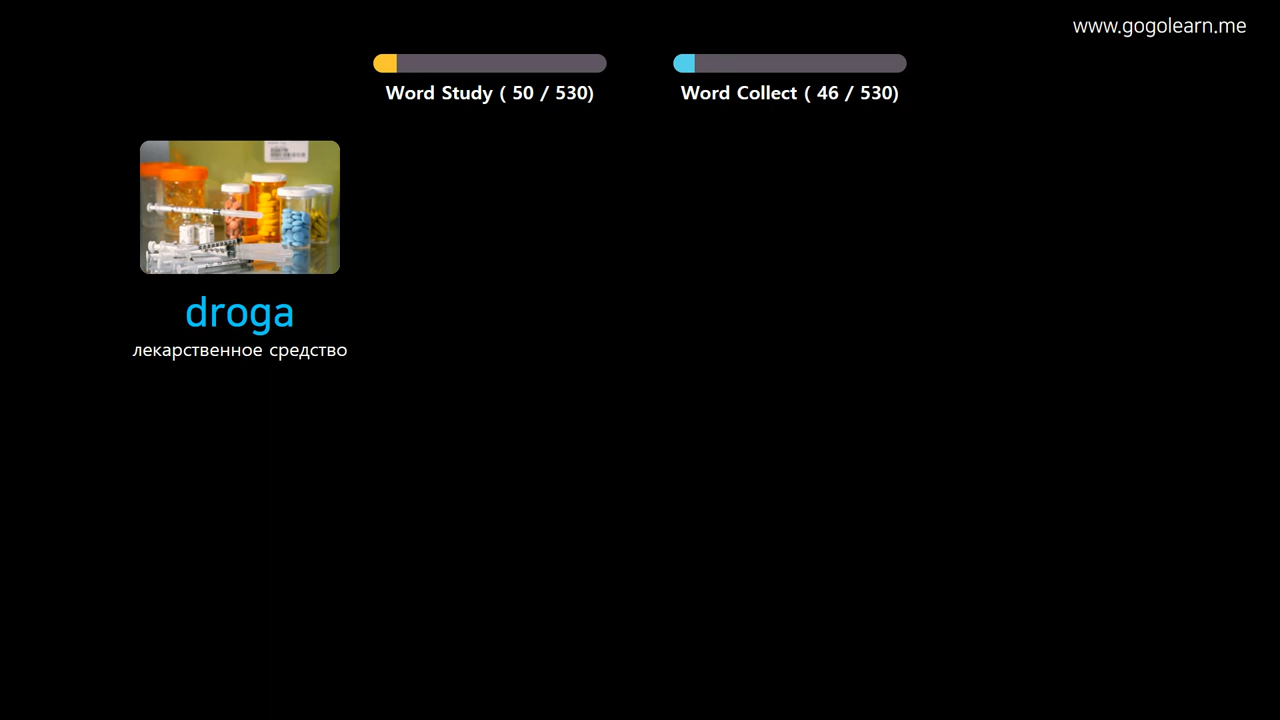 www.gogolearn.me
Word Study ( 50 / 530)
Word Collect ( 46 / 530)
droga
лекарственное средство